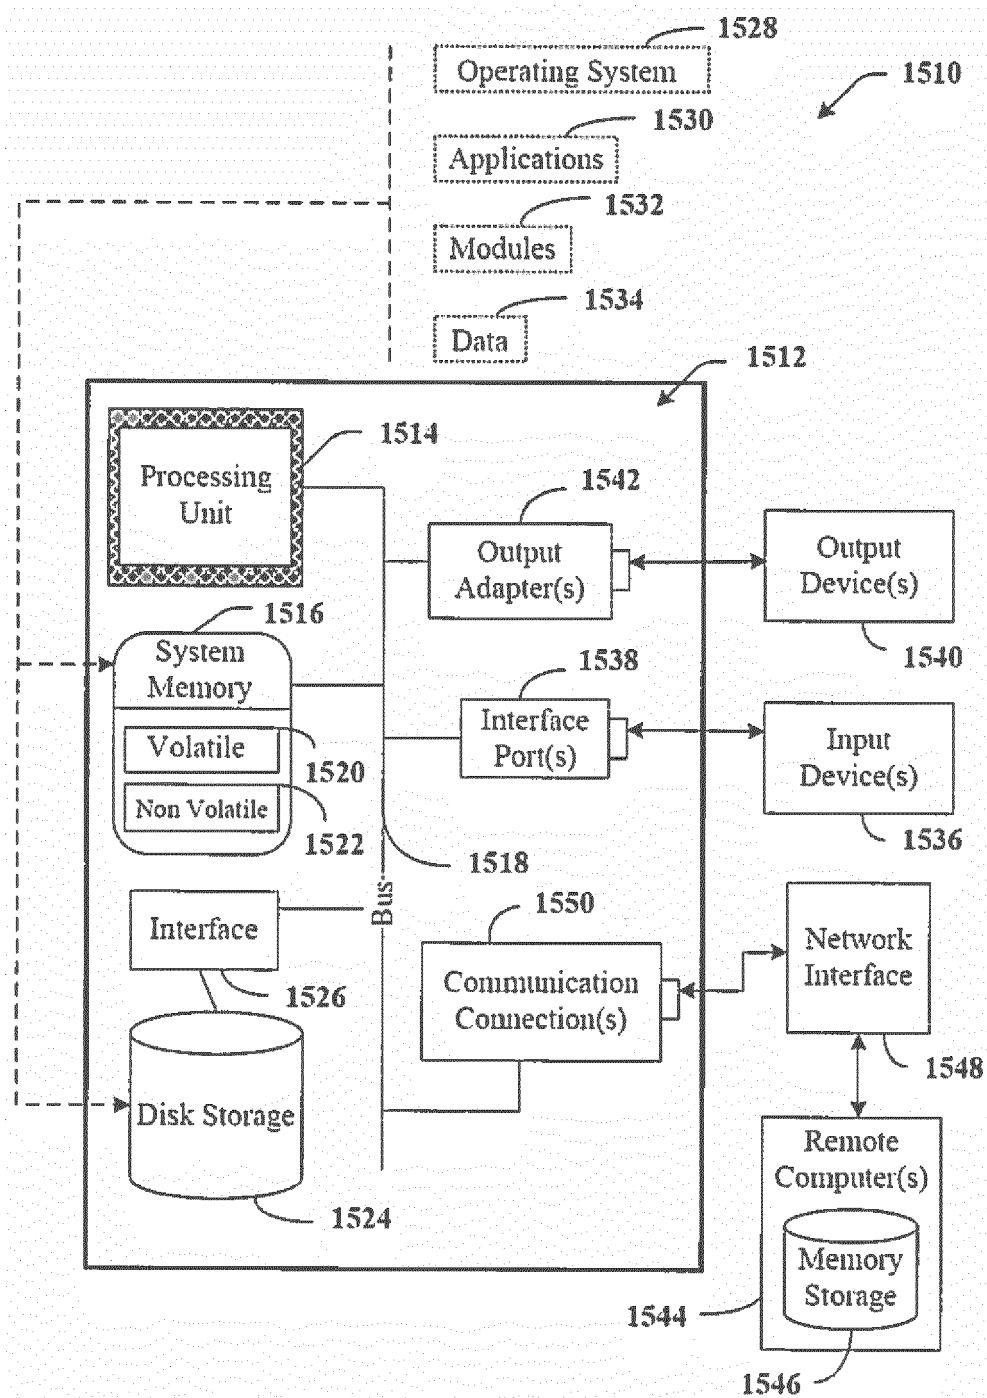 1528
Operating System
1510
1530
Applications
1532
Modules
1534
Data
1512
1514
Processing
Unit
1542
Output
Adapter(s)
Output
Device(s)
1540
1516
System
Memory
1538
Interface
Port(s)
Input
Device(s)
1536
Volatile
1520
Non Volatile
1522
1518
Bus
1550
Interface
1526
Communication
Connection(s)
Network
Interface
1548
Disk Storage
1524
Remote
Computer(s)
Memory
Storage
1544
1546